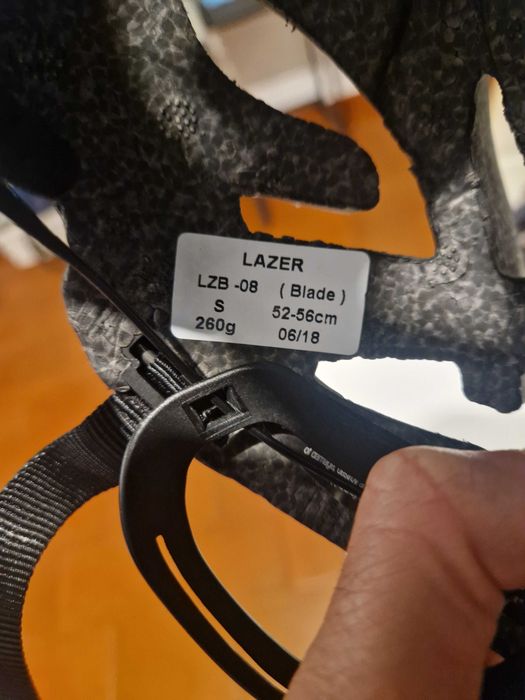 LAZER
LZB -08 ( Blade )
S 52-56cm
260g 06/18